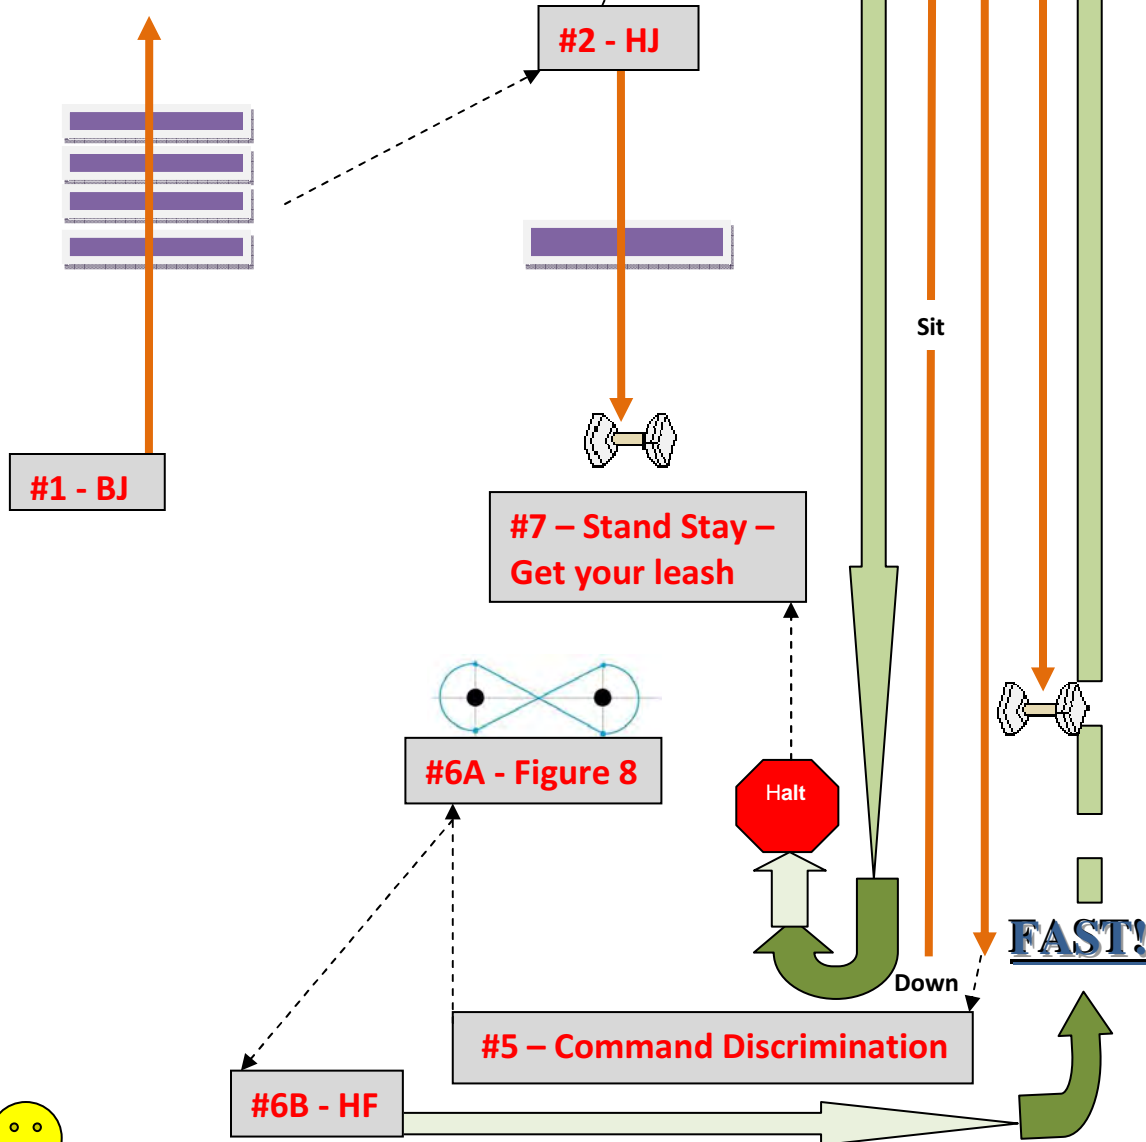 #2 - HJ
Sit
#1 - BJ
#7 – Stand Stay –
Get your leash
#6A - Figure 8
Halt
FAST!
Down
#5 – Command Discrimination
#6B - HF